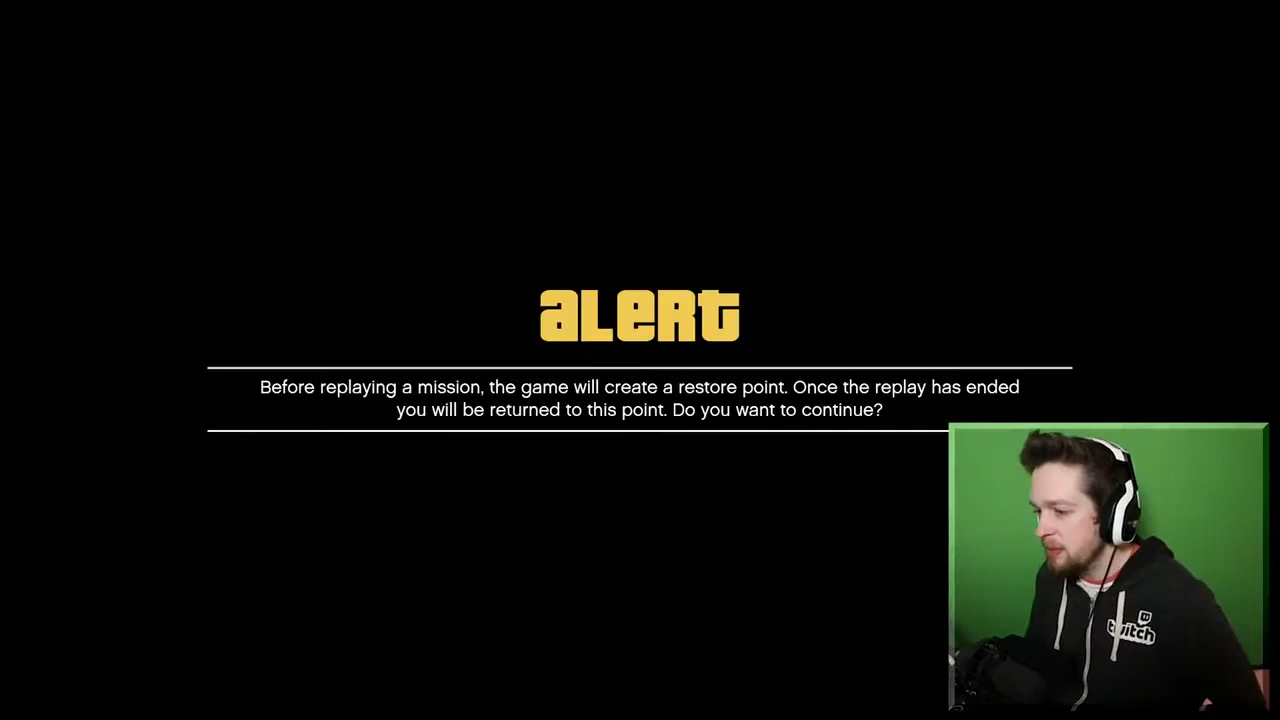 aLeRt
Before replaying a mission, the game will create a restore point. Once the replay has ended
you will be returned to this point. Do you want to continue?
twitch